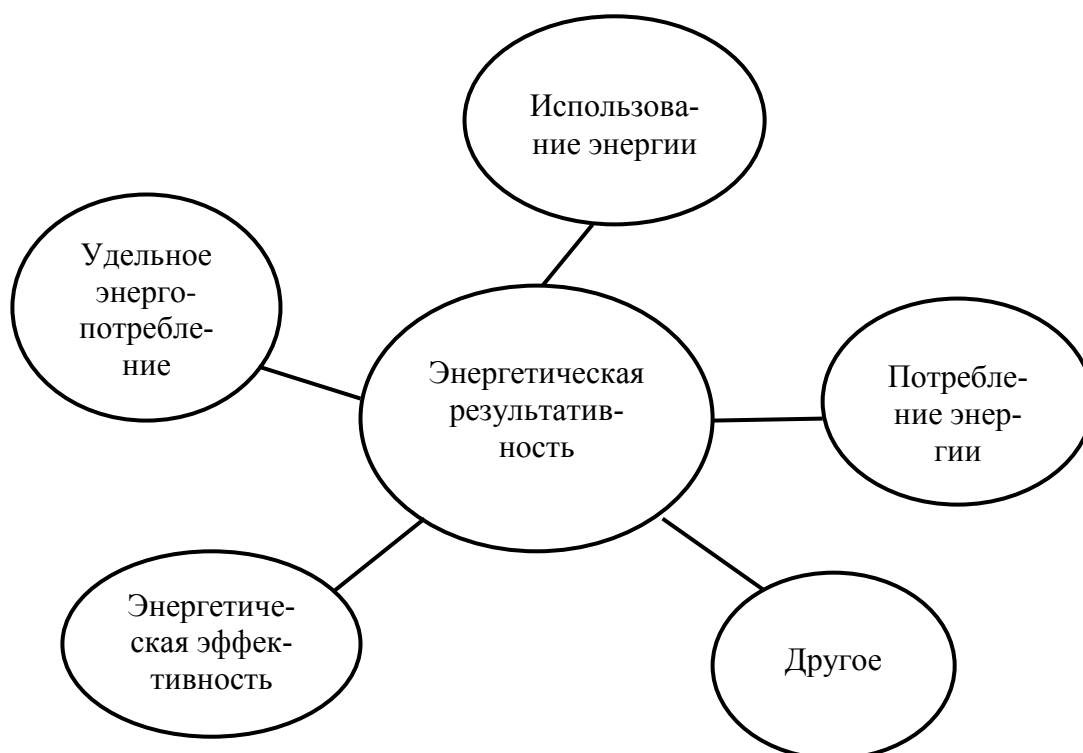 Использова-
ние энергии
Удельное
энерго-
потребле-
ние
Энергетическая
результатив-
ность
Потребле-
ние энер-
гии
Энергетиче-
ская эффек-
тивность
Другое